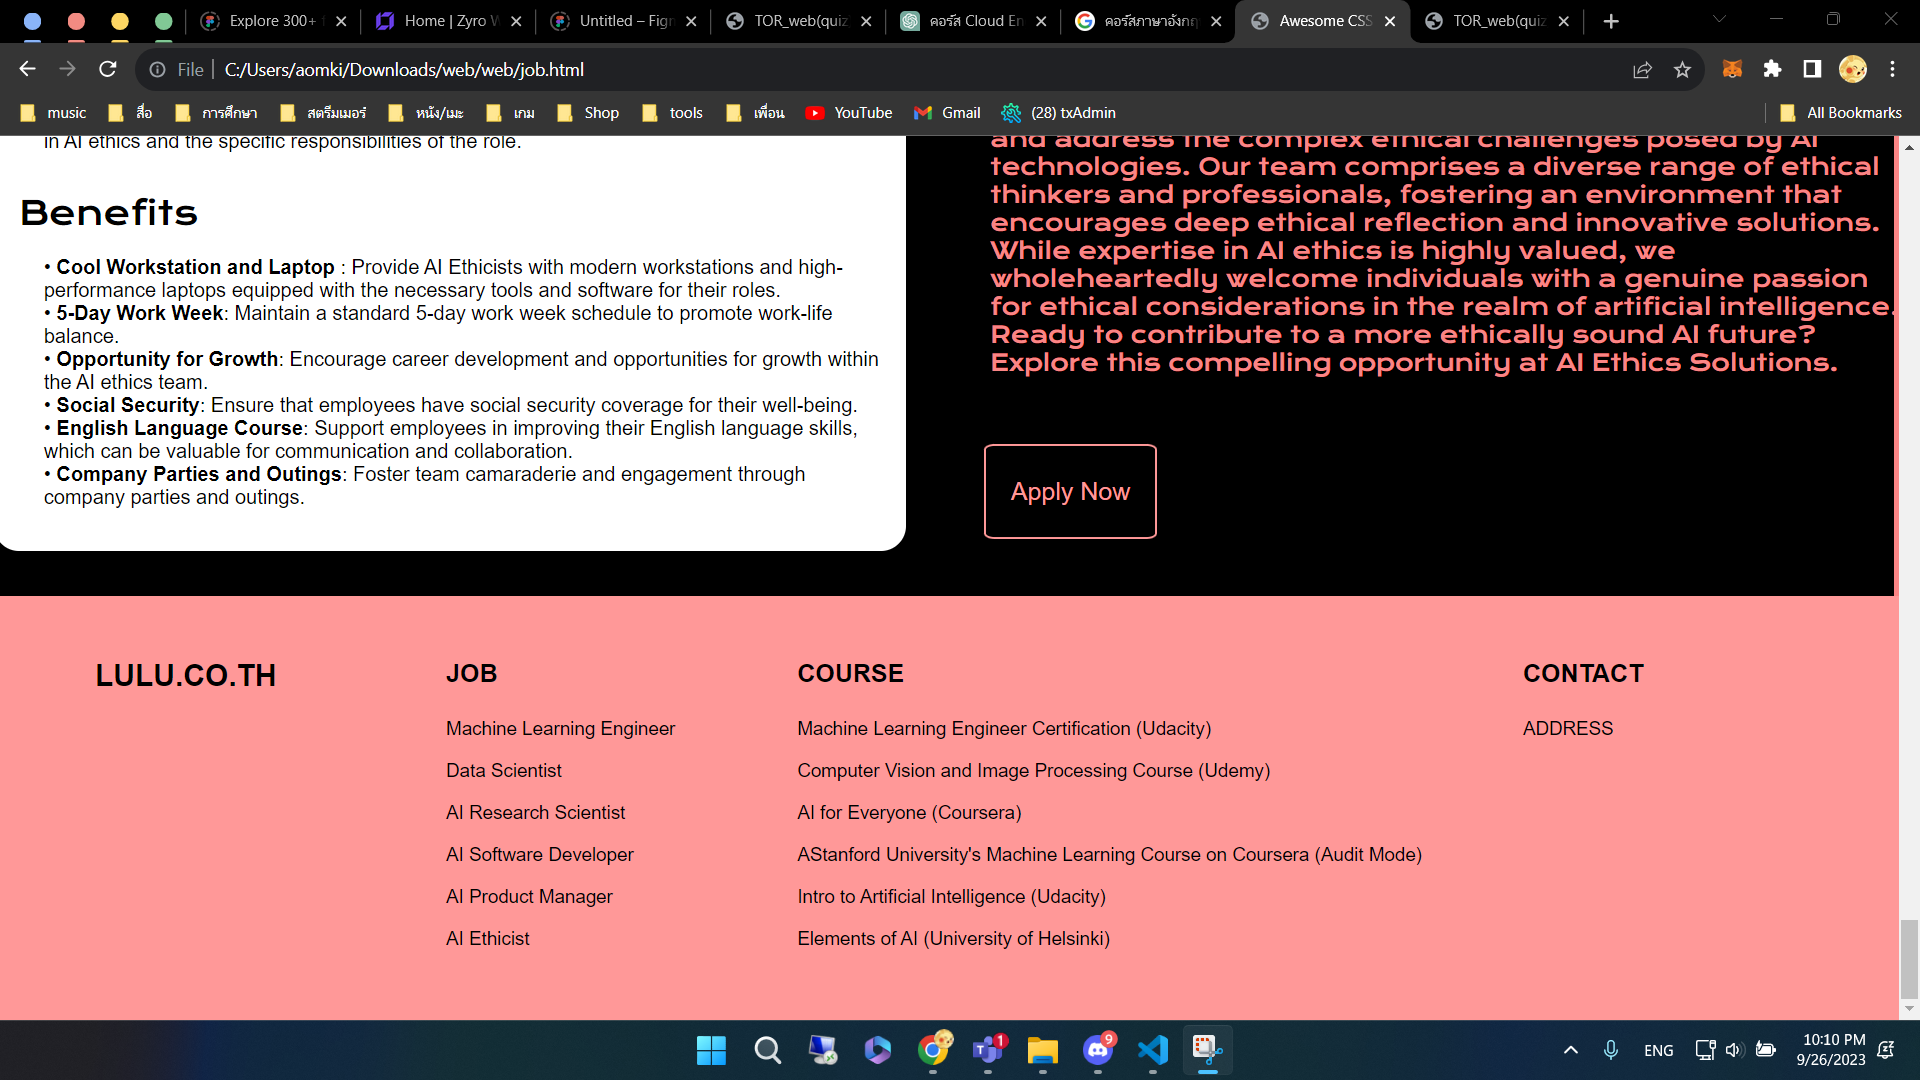 Explore 300+
Home | Zyro W
Untitled – Figm
TOR_web(quiz
คอร์ส Cloud En
คอร์สภาษาอังกฤ
Awesome CSS
TOR_web(quiz
File
C:/Users/aomki/Downloads/web/web/job.html
music
สื่อ
การศึกษา
สตรีมเมอร์
หนัง/เมะ
เกม
Shop
tools
เพื่อน
YouTube
Gmail
(28) txAdmin
All Bookmarks
in AI ethics and the specific responsibilities of the role.
Benefits
• Cool Workstation and Laptop : Provide AI Ethicists with modern workstations and high-
performance laptops equipped with the necessary tools and software for their roles.
• 5-Day Work Week: Maintain a standard 5-day work week schedule to promote work-life
balance.
• Opportunity for Growth: Encourage career development and opportunities for growth within
the AI ethics team.
• Social Security: Ensure that employees have social security coverage for their well-being.
• English Language Course: Support employees in improving their English language skills,
which can be valuable for communication and collaboration.
• Company Parties and Outings: Foster team camaraderie and engagement through
company parties and outings.
and address the complex ethical challenges posed by AI
technologies. Our team comprises a diverse range of ethical
thinkers and professionals, fostering an environment that
encourages deep ethical reflection and innovative solutions.
While expertise in AI ethics is highly valued, we
wholeheartedly welcome individuals with a genuine passion
for ethical considerations in the realm of artificial intelligence.
Ready to contribute to a more ethically sound AI future?
Explore this compelling opportunity at AI Ethics Solutions.
Apply Now
LULU.CO.TH
JOB
Machine Learning Engineer
Data Scientist
AI Research Scientist
AI Software Developer
AI Product Manager
AI Ethicist
COURSE
Machine Learning Engineer Certification (Udacity)
Computer Vision and Image Processing Course (Udemy)
AI for Everyone (Coursera)
AStanford University's Machine Learning Course on Coursera (Audit Mode)
Intro to Artificial Intelligence (Udacity)
Elements of AI (University of Helsinki)
CONTACT
ADDRESS
1
9
ENG
10:10 PM
9/26/2023